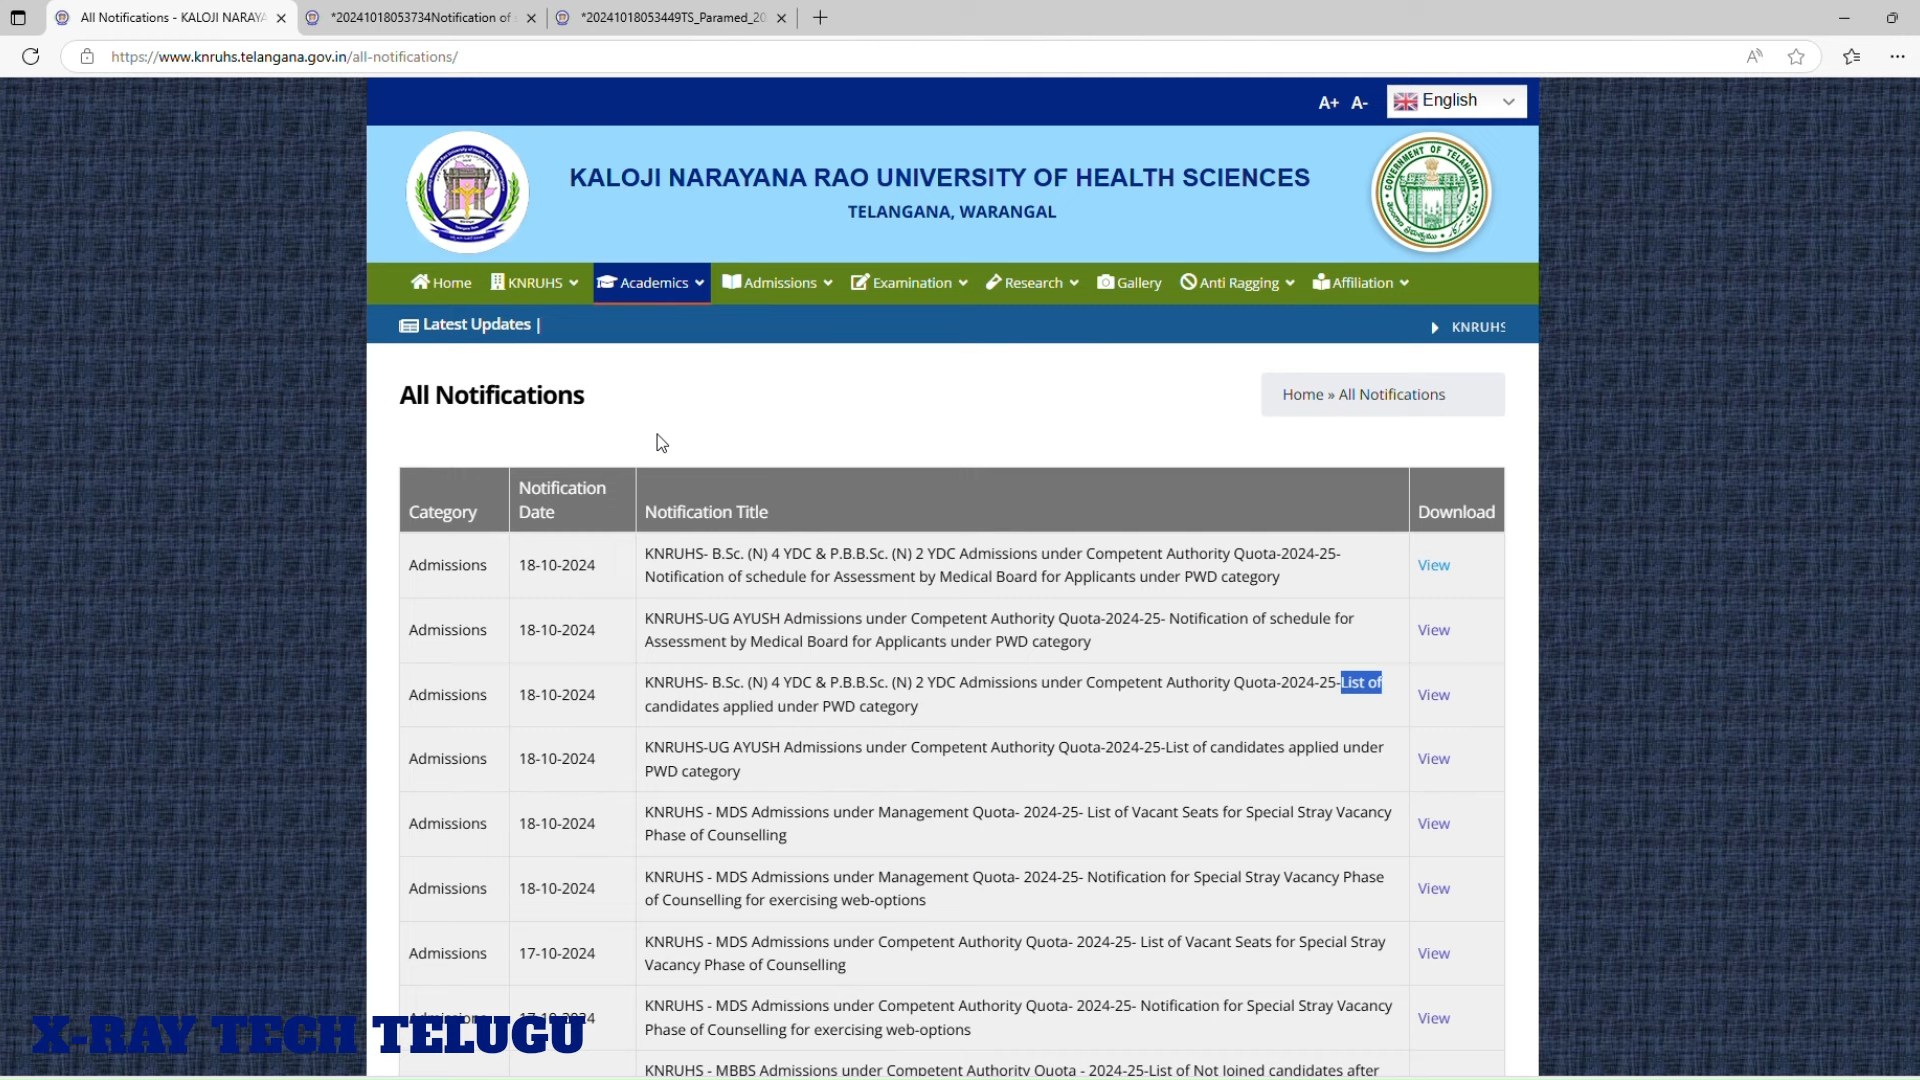 All Notifications - KALOJI NARAYA
*20241018053734Notification of s
*20241018053449TS_Paramed_20
https://www.knruhs.telangana.gov.in/all-notifications/
A+ A-
English
KALOJI NARAYANA RAO UNIVERSITY OF HEALTH SCIENCES
TELANGANA, WARANGAL
GOVERNMENT OF TELANGANA
Home KNRUHS Academics Admissions Examination Research Gallery Anti Ragging Affiliation
Latest Updates |
KNRUHS
All Notifications
Home » All Notifications
Category
Notification
Date
Notification Title
Download
Admissions
18-10-2024
KNRUHS- B.Sc. (N) 4 YDC & P.B.B.Sc. (N) 2 YDC Admissions under Competent Authority Quota-2024-25-
Notification of schedule for Assessment by Medical Board for Applicants under PWD category
View
Admissions
18-10-2024
KNRUHS-UG AYUSH Admissions under Competent Authority Quota-2024-25- Notification of schedule for
Assessment by Medical Board for Applicants under PWD category
View
Admissions
18-10-2024
KNRUHS- B.Sc. (N) 4 YDC & P.B.B.Sc. (N) 2 YDC Admissions under Competent Authority Quota-2024-25-List of
candidates applied under PWD category
View
Admissions
18-10-2024
KNRUHS-UG AYUSH Admissions under Competent Authority Quota-2024-25-List of candidates applied under
PWD category
View
Admissions
18-10-2024
KNRUHS - MDS Admissions under Management Quota- 2024-25- List of Vacant Seats for Special Stray Vacancy
Phase of Counselling
View
Admissions
18-10-2024
KNRUHS - MDS Admissions under Management Quota- 2024-25- Notification for Special Stray Vacancy Phase
of Counselling for exercising web-options
View
Admissions
17-10-2024
KNRUHS - MDS Admissions under Competent Authority Quota- 2024-25- List of Vacant Seats for Special Stray
Vacancy Phase of Counselling
View
Admissions
17-10-2024
KNRUHS - MDS Admissions under Competent Authority Quota- 2024-25- Notification for Special Stray Vacancy
Phase of Counselling for exercising web-options
View
KNRUHS - MBBS Admissions under Competent Authority Quota - 2024-25-List of Not Joined candidates after
X-RAY TECH TELUGU